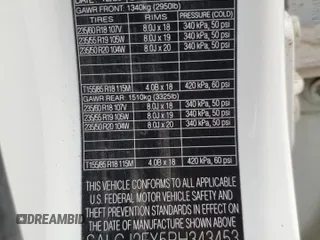 GAWR FRONT: 1340kg (2950lb)
TIRES RIMS PRESSURE (COLD)
235/60 R18 107V 8.0J x 18 340 kPa, 50 psi
235/55 R19 105W 8.0J x 19 340 kPa, 50 psi
235/50 R20 104W 8.0J x 20 340 kPa, 50 psi
T155/85 R18 115M 4.0B x 18 420 kPa, 60 psi
GAWR REAR: 1510kg (3325lb)
235/60 R18 107V 8.0J x 18 340 kPa, 50 psi
235/55 R19 105W 8.0J x 19 340 kPa, 50 psi
235/50 R20 104W 8.0J x 20 340 kPa, 50 psi
T155/85 R18 115M 4.0B x 18 420 kPa, 60 psi
THIS VEHICLE CONFORMS TO ALL APPLICABLE
U.S. FEDERAL MOTOR VEHICLE SAFETY
STANDARDS IN EFFECT ON THE DATE OF
MANUFACTURE SHOWN ABOVE